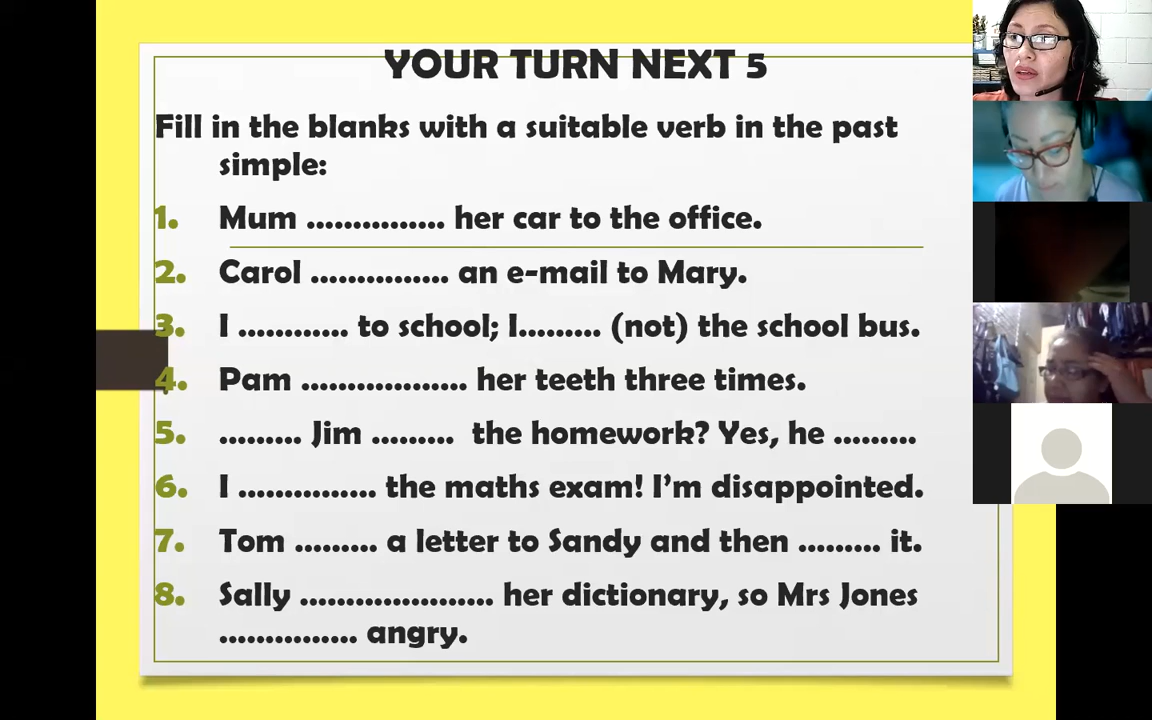 YOUR TURN NEXT 5
Fill in the blanks with a suitable verb in the past
simple:
1. Mum ............... her car to the office.
2. Carol ............... an e-mail to Mary.
3. I ............ to school; I......... (not) the school bus.
4. Pam .................. her teeth three times.
5. ......... Jim ......... the homework? Yes, he .........
6. I ............... the maths exam! I'm disappointed.
7. Tom ......... a letter to Sandy and then ......... it.
8. Sally ..................... her dictionary, so Mrs Jones
............... angry.